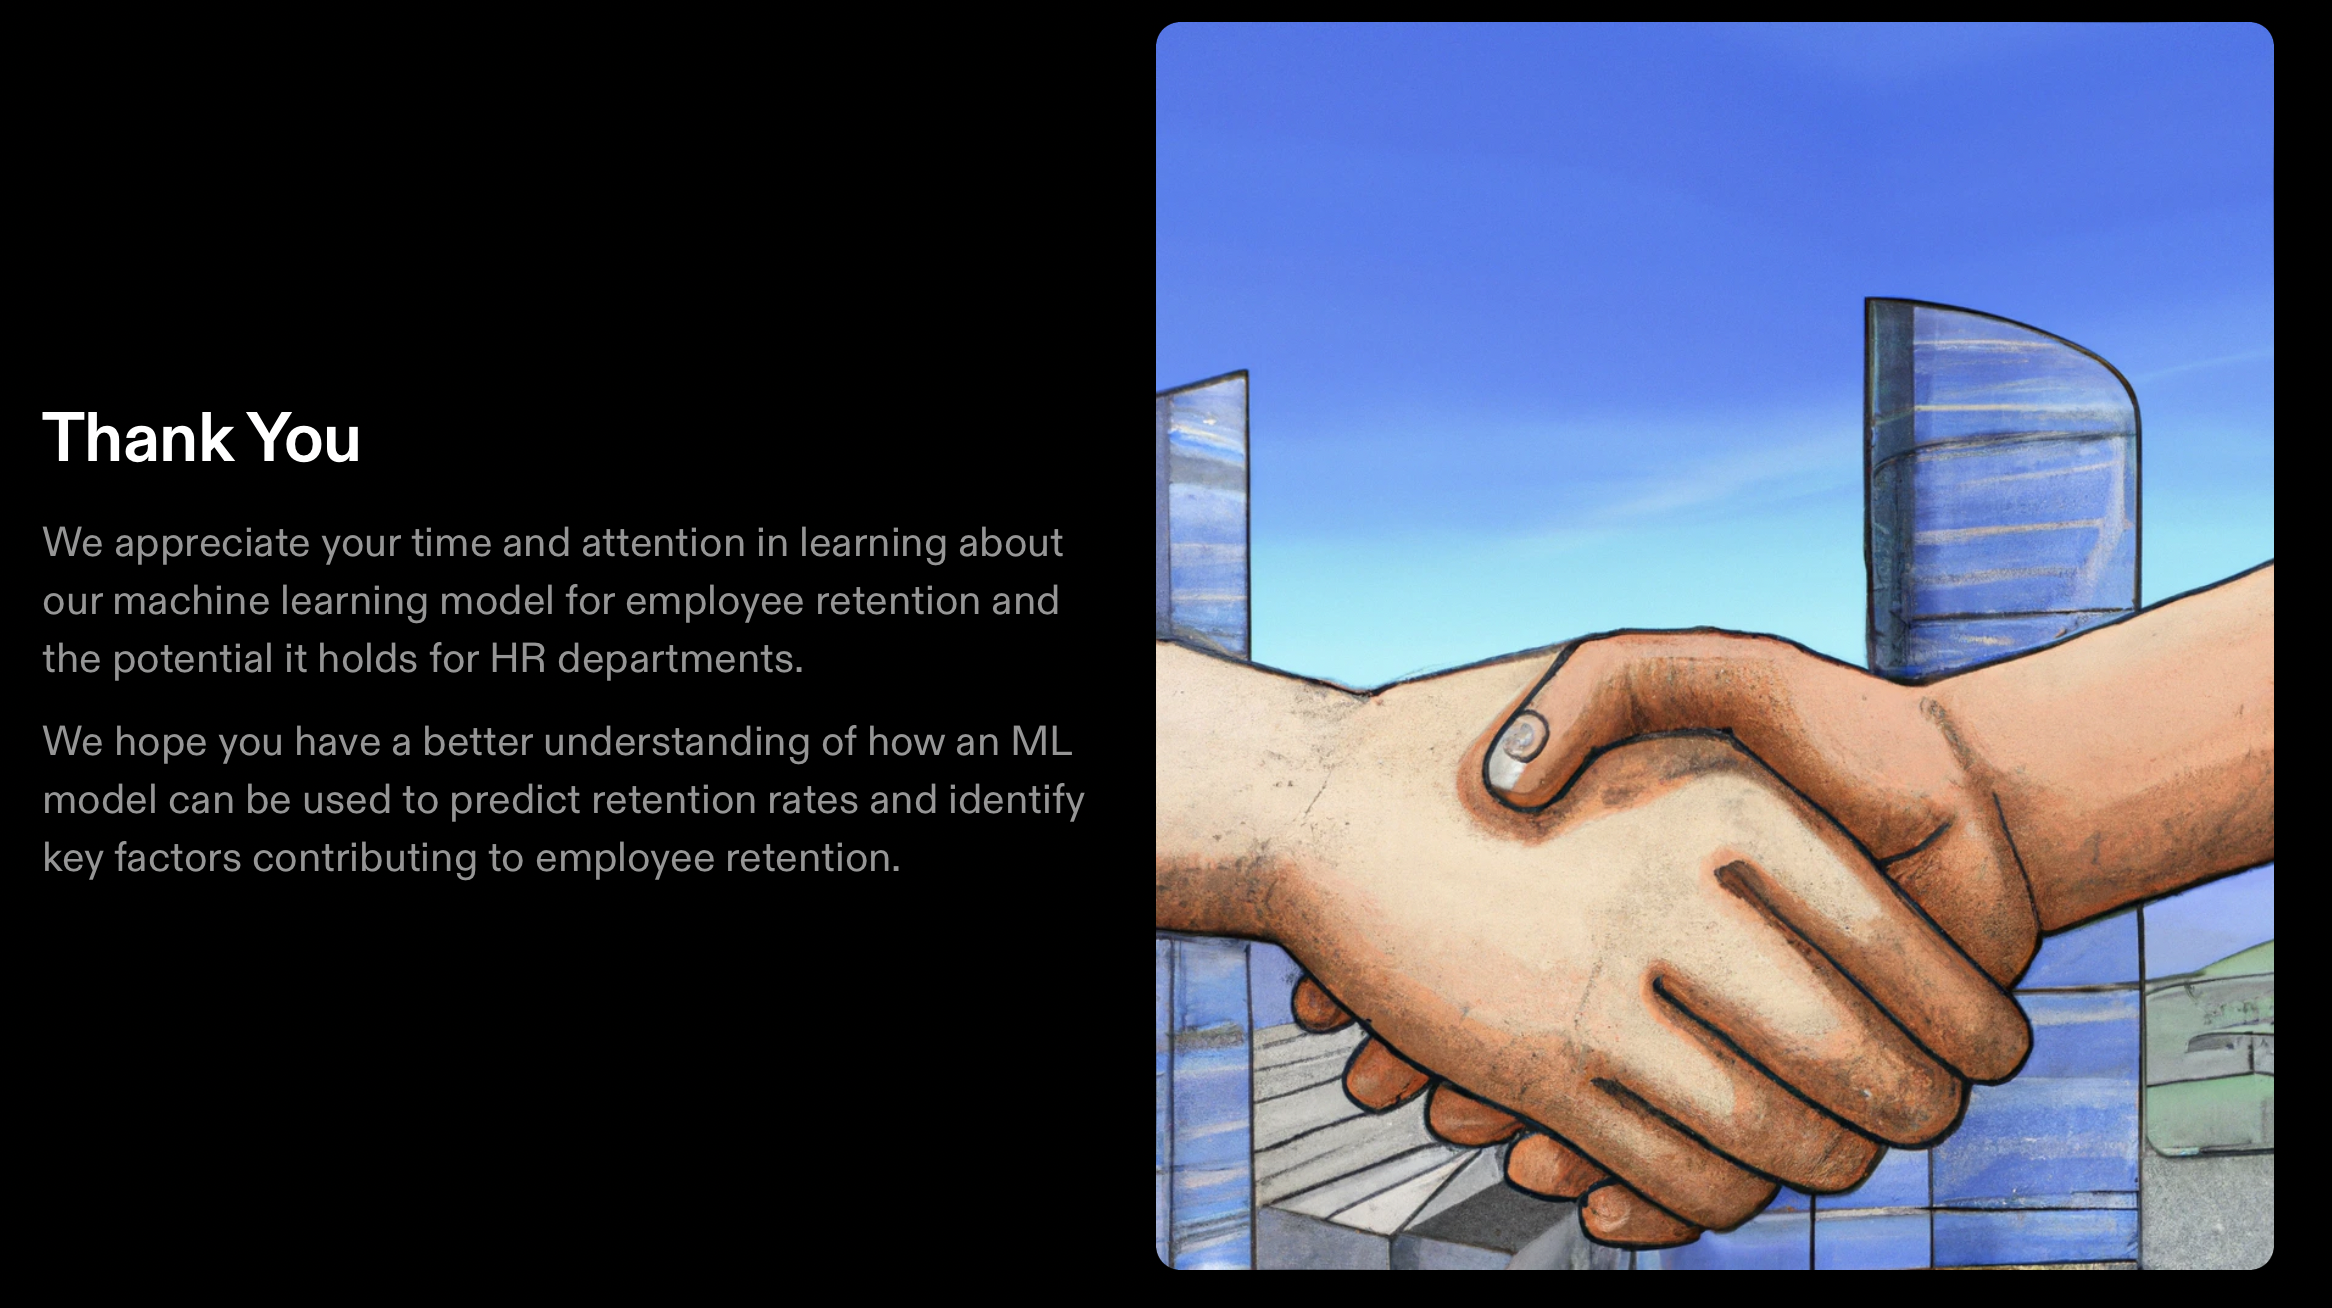 Thank You
We appreciate your time and attention in learning about
our machine learning model for employee retention and
the potential it holds for HR departments.
We hope you have a better understanding of how an ML
model can be used to predict retention rates and identify
key factors contributing to employee retention.